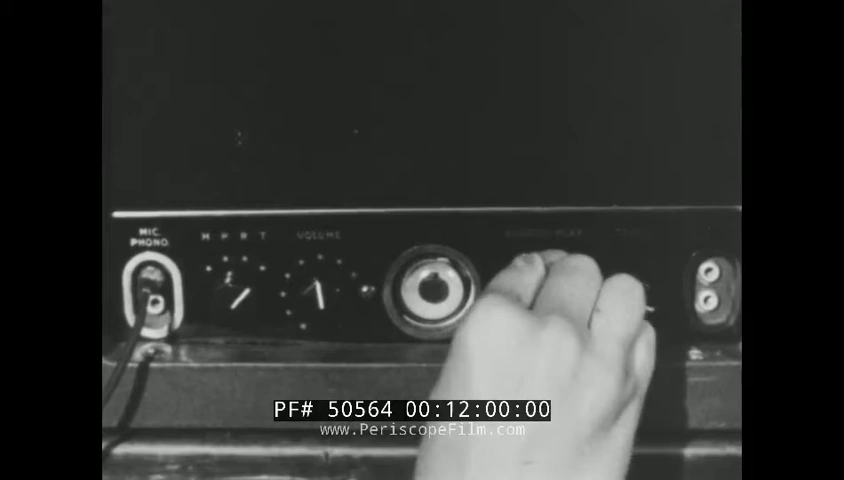 MIC.
PHONO.
M P R T
VOLUME
PF# 50564 00:12:00:00
www.PeriscopeFilm.com